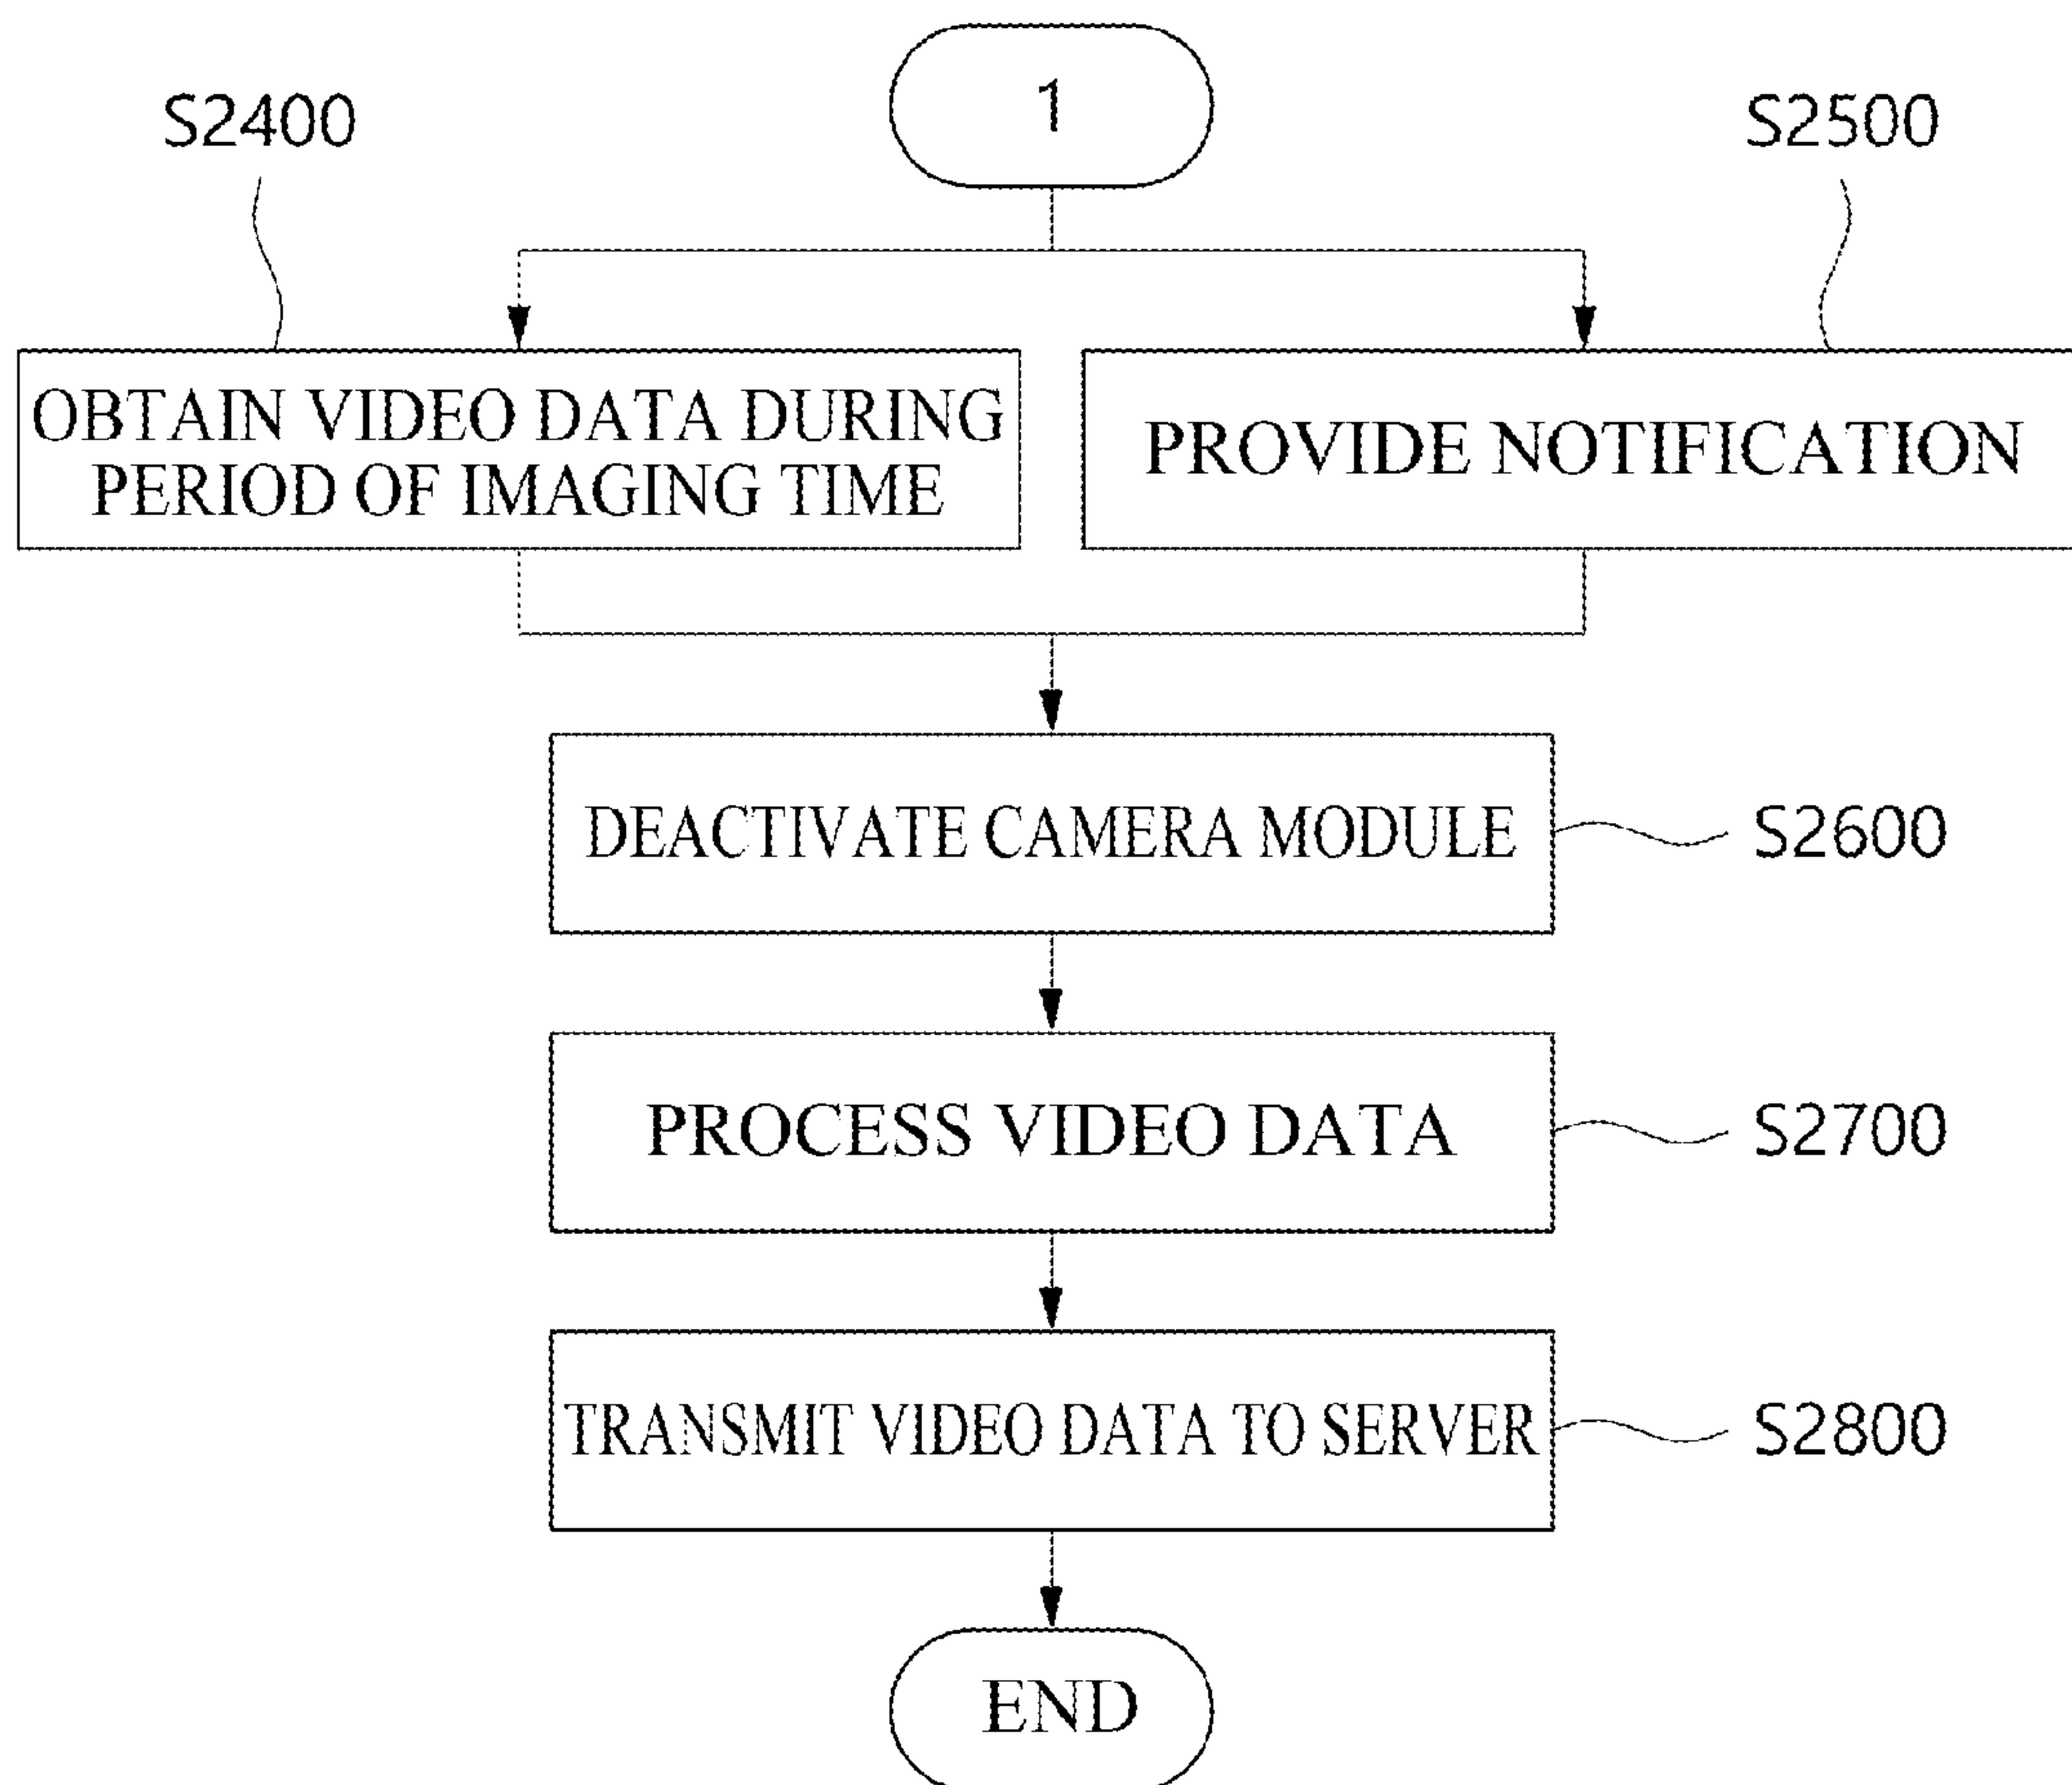 1
S2400
S2500
OBTAIN VIDEO DATA DURING
PERIOD OF IMAGING TIME
PROVIDE NOTIFICATION
DEACTIVATE CAMERA MODULE
S2600
PROCESS VIDEO DATA
S2700
TRANSMIT VIDEO DATA TO SERVER
S2800
END